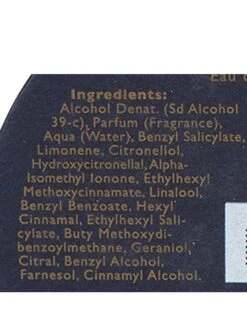 Eau
Ingredients:
Alcohol Denat. (Sd Alcohol
39-c), Parfum (Fragrance),
Aqua (Water), Benzyl Salicylate,
Limonene, Citronellol,
Hydroxycitronellal, Alpha-
Isomethyl Ionone, Ethylhexyl
Methoxycinnamate, Linalool,
Benzyl Benzoate, Hexyl
Cinnamal, Ethylhexyl Sali-
cylate, Buty Methoxydi-
benzoylmethane, Geraniol,
Citral, Benzyl Alcohol,
Farnesol, Cinnamyl Alcohol.